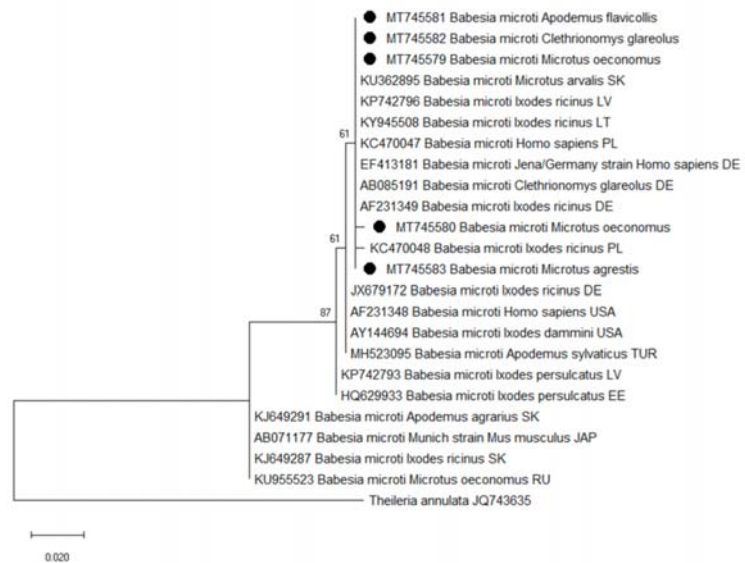 MT745581 Babesia microti Apodemus flavicollis
MT745582 Babesia microti Clethrionomys glareolus
MT745579 Babesia microti Microtus oeconomus
KU362895 Babesia microti Microtus arvalis SK
KP742796 Babesia microti Ixodes ricinus LV
KY945508 Babesia microti Ixodes ricinus LT
61
KC470047 Babesia microti Homo sapiens PL
EF413181 Babesia microti Jena/Germany strain Homo sapiens DE
AB085191 Babesia microti Clethrionomys glareolus DE
AF231349 Babesia microti Ixodes ricinus DE
MT745580 Babesia microti Microtus oeconomus
61
KC470048 Babesia microti Ixodes ricinus PL
MT745583 Babesia microti Microtus agrestis
JX679172 Babesia microti Ixodes ricinus DE
87
AF231348 Babesia microti Homo sapiens USA
AY144694 Babesia microti Ixodes dammini USA
MH523095 Babesia microti Apodemus sylvaticus TUR
KP742793 Babesia microti Ixodes persulcatus LV
HQ629933 Babesia microti Ixodes persulcatus EE
KJ649291 Babesia microti Apodemus agrarius SK
AB071177 Babesia microti Munich strain Mus musculus JAP
KJ649287 Babesia microti Ixodes ricinus SK
KU955523 Babesia microti Microtus oeconomus RU
Theileria annulata JQ743635
0.020